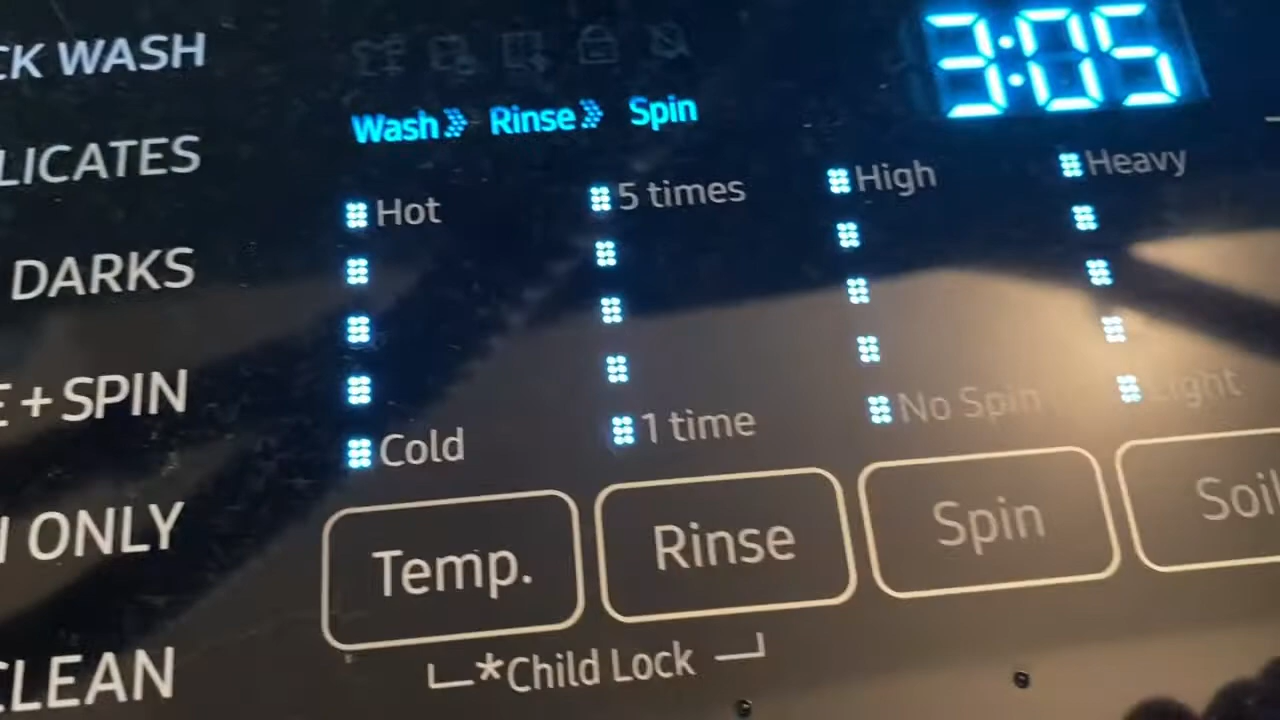 CK WASH
Wash Rinse Spin
3:05
LICATES
Hot
5 times
High
Heavy
DARKS
E + SPIN
Cold
1 time
No Spin
Light
ONLY
Temp.
Rinse
Spin
Soil
*Child Lock
CLEAN